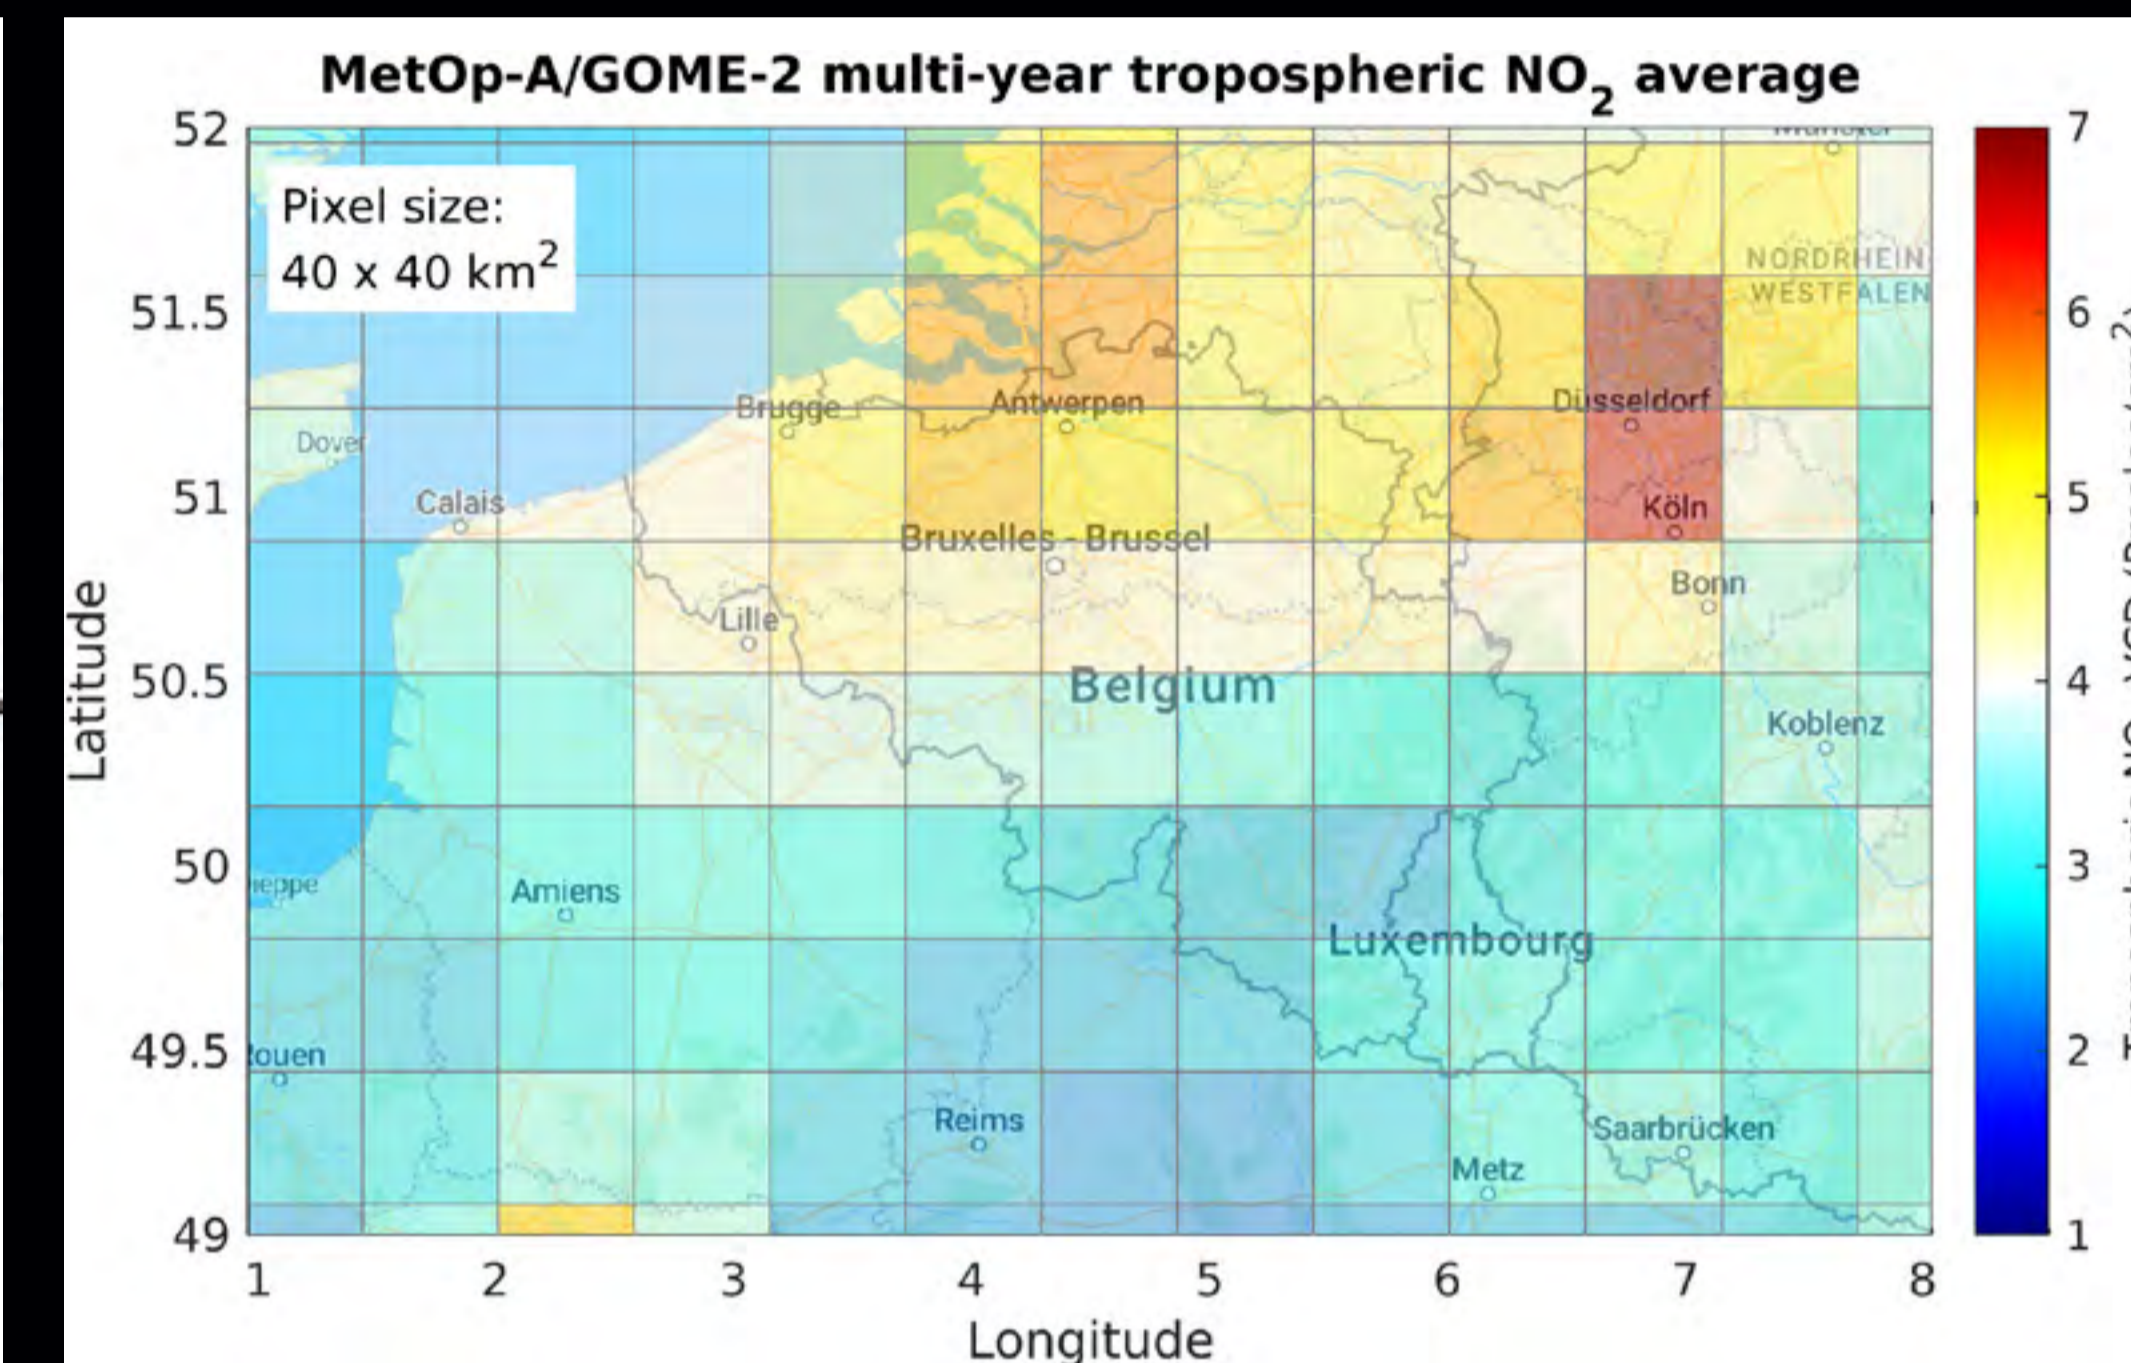 MetOp-A/GOME-2 multi-year tropospheric NO2 average
52
7
Pixel size:
40 x 40 km2
NORDRHEIN
WESTFALEN
51.5
6
Brugge
Antwerpen
Düsseldorf
Dover
Calais
51
Köln
5
Bruxelles - Brussel
Bonn
Lille
50.5
Belgium
4
Latitude
Koblenz
50
3
Amiens
Luxembourg
49.5
2
Reims
Saarbrücken
Metz
49
1
1
2
3
4
5
6
7
8
Longitude